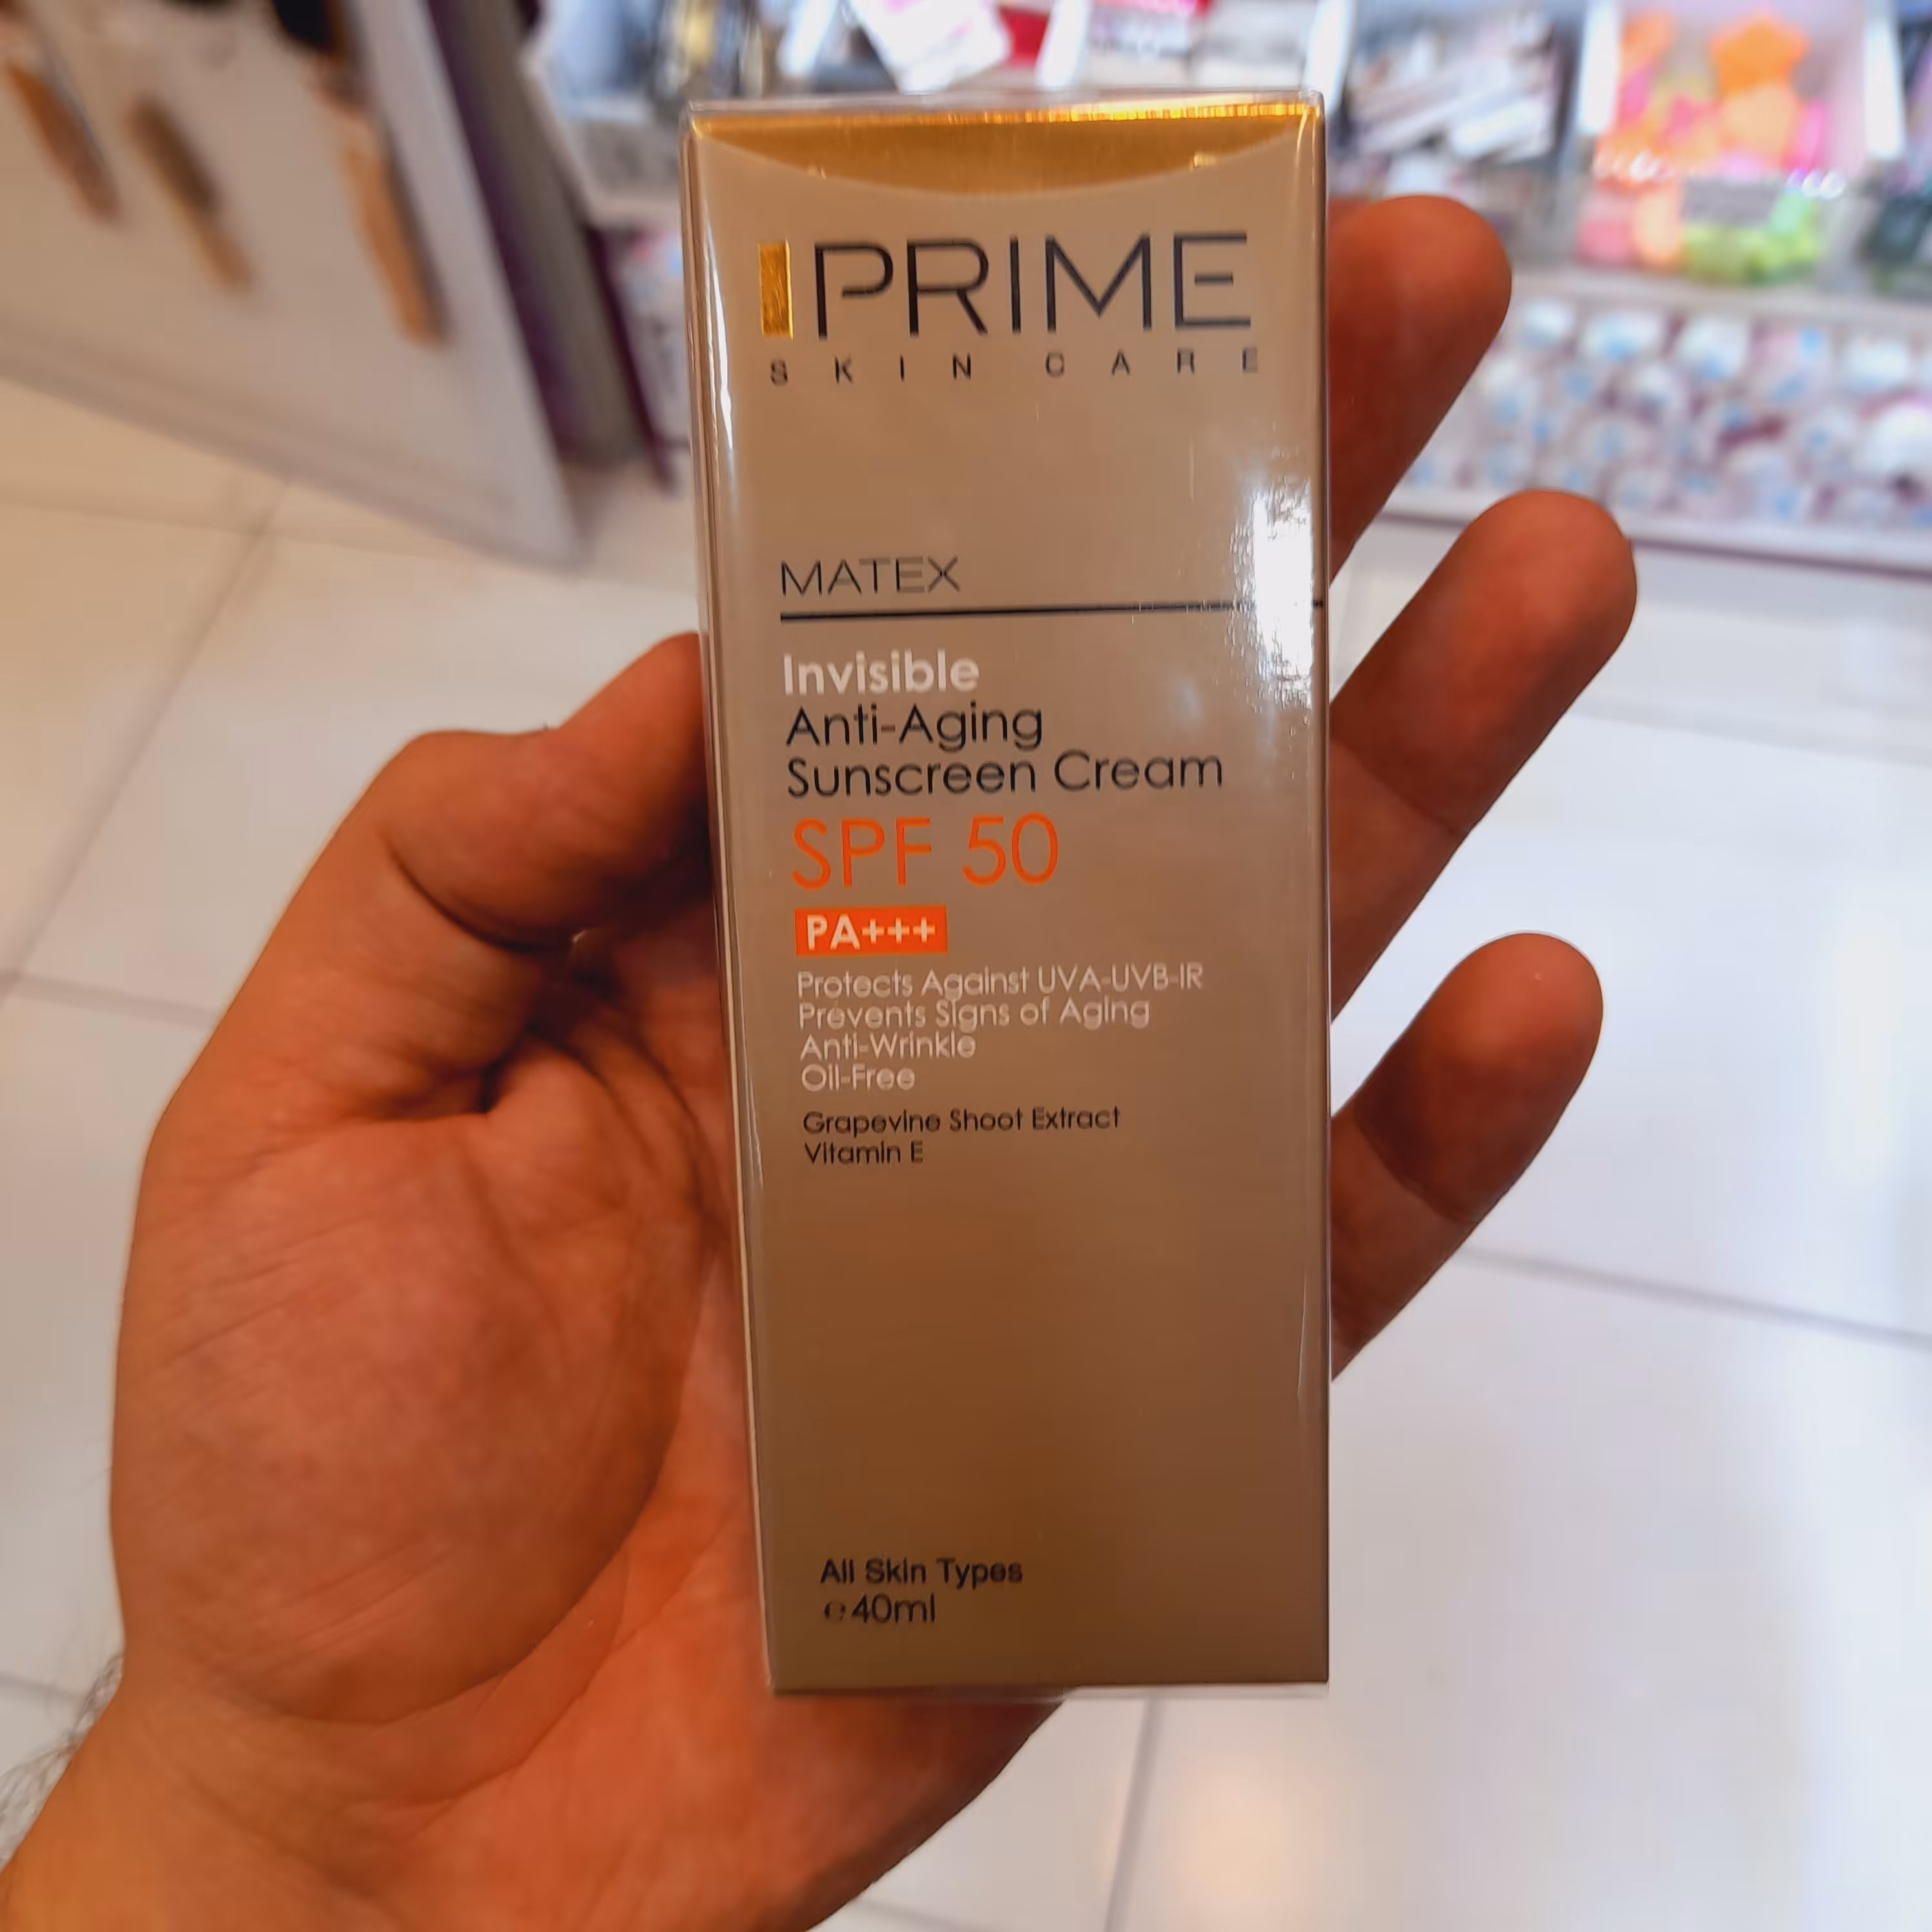 PRIME
SKIN CARE
MATEX
Invisible
Anti-Aging
Sunscreen Cream
SPF 50
PA+++
Protects Against UVA-UVB-IR
Prevents Signs of Aging
Anti-Wrinkle
Oil-Free
Grapevine Shoot Extract
Vitamin E
All Skin Types
℮40ml